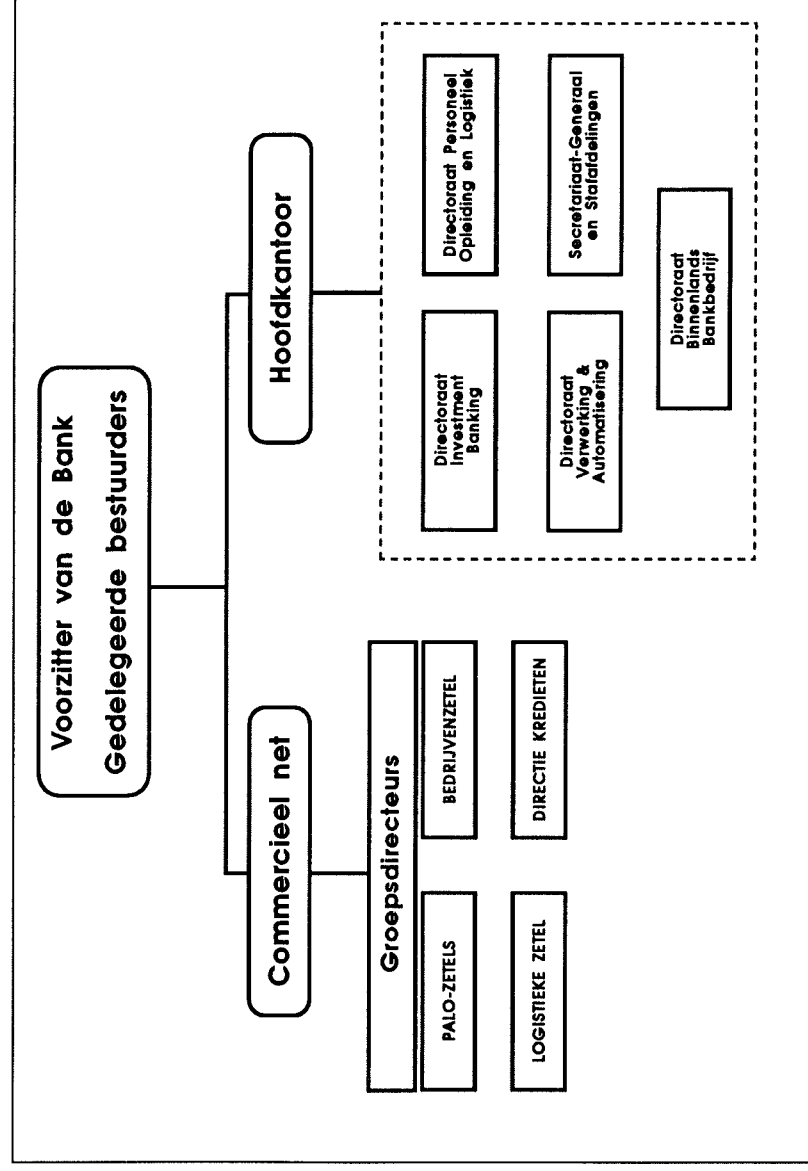 Voorzitter van de Bank
Gedelegeerde bestuurders
Commercieel net
Hoofdkantoor
Groepsdirecteurs
PALO-ZETELS
BEDRIJVENZETEL
LOGISTIEKE ZETEL
DIRECTIE KREDIETEN
Directoraat
Investment
Banking
Directoraat Personeel
Opleiding en Logistiek
Directoraat
Verwerking &
Automatisering
Secretariaat-Generaal
en Stafafdelingen
Directoraat
Binnenlands
Bankbedrijf